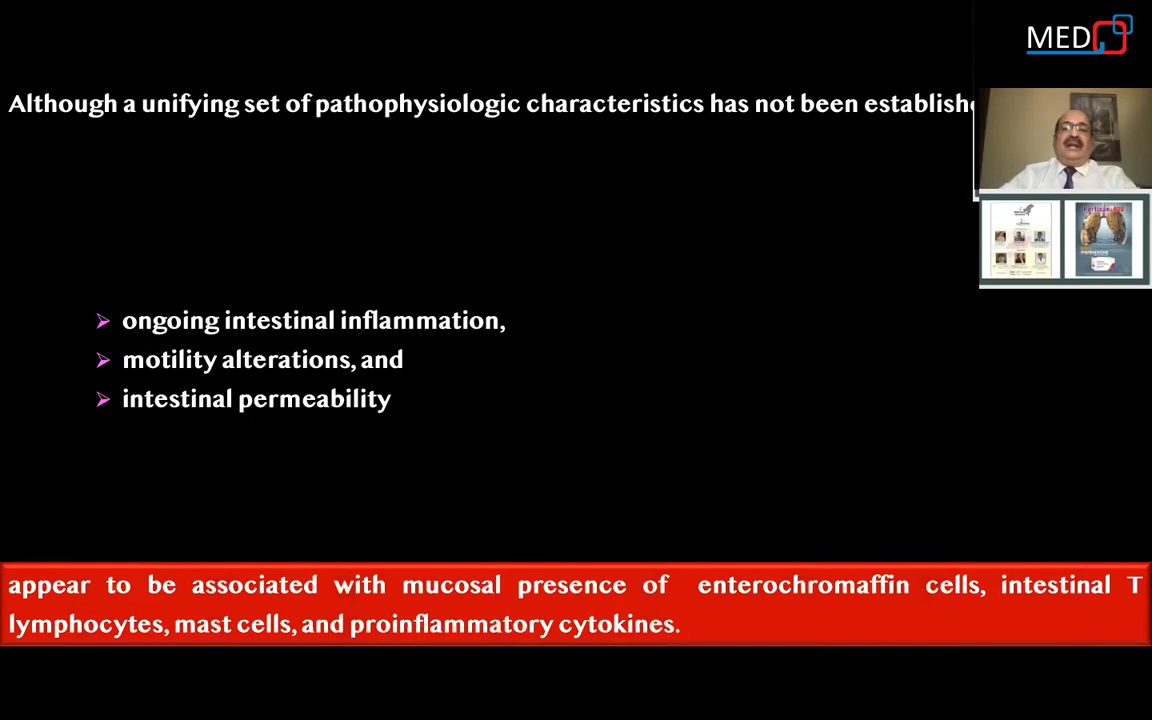 MED
Although a unifying set of pathophysiologic characteristics has not been establishe
ongoing intestinal inflammation,
motility alterations, and
intestinal permeability
appear to be associated with mucosal presence of enterochromaffin cells, intestinal T
lymphocytes, mast cells, and proinflammatory cytokines.